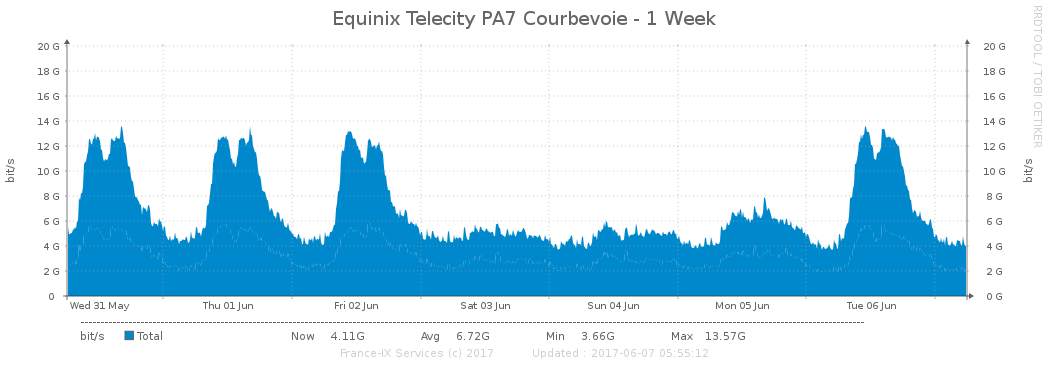 Equinix Telecity PA7 Courbevoie - 1 Week
RRDTOOL / TOBI OETIKER
bit/s
20 G 20 G
18 G 18 G
16 G 16 G
14 G 14 G
12 G 12 G
10 G 10 G
8 G 8 G
6 G 6 G
4 G 4 G
2 G 2 G
0 0 G
bit/s
Wed 31 May Thu 01 Jun Fri 02 Jun Sat 03 Jun Sun 04 Jun Mon 05 Jun Tue 06 Jun
bit/s Total Now 4.11G Avg 6.72G Min 3.66G Max 13.57G
France-IX Services (c) 2017 Updated : 2017-06-07 05:55:12